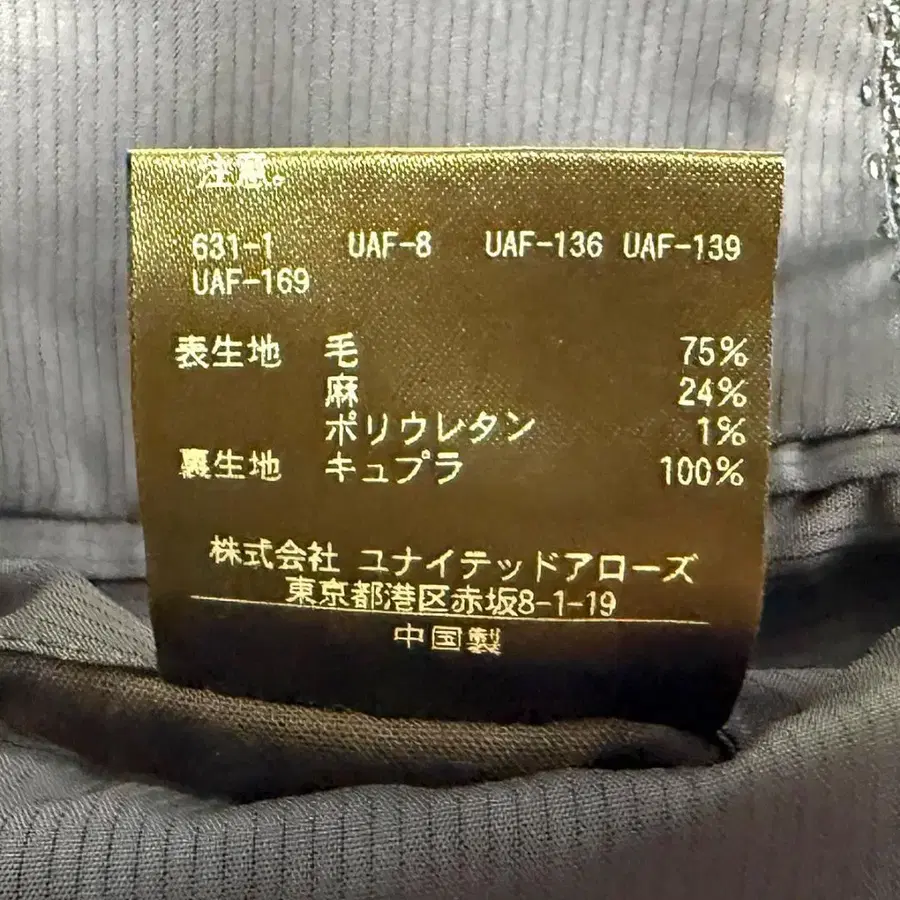 注意。
631-1 UAF-8 UAF-136 UAF-139
UAF-169
表生地 毛 75%
麻 24%
ポリウレタン 1%
裏生地 キュプラ 100%
株式会社 ユナイテッドアローズ
東京都港区赤坂8-1-19
中国製